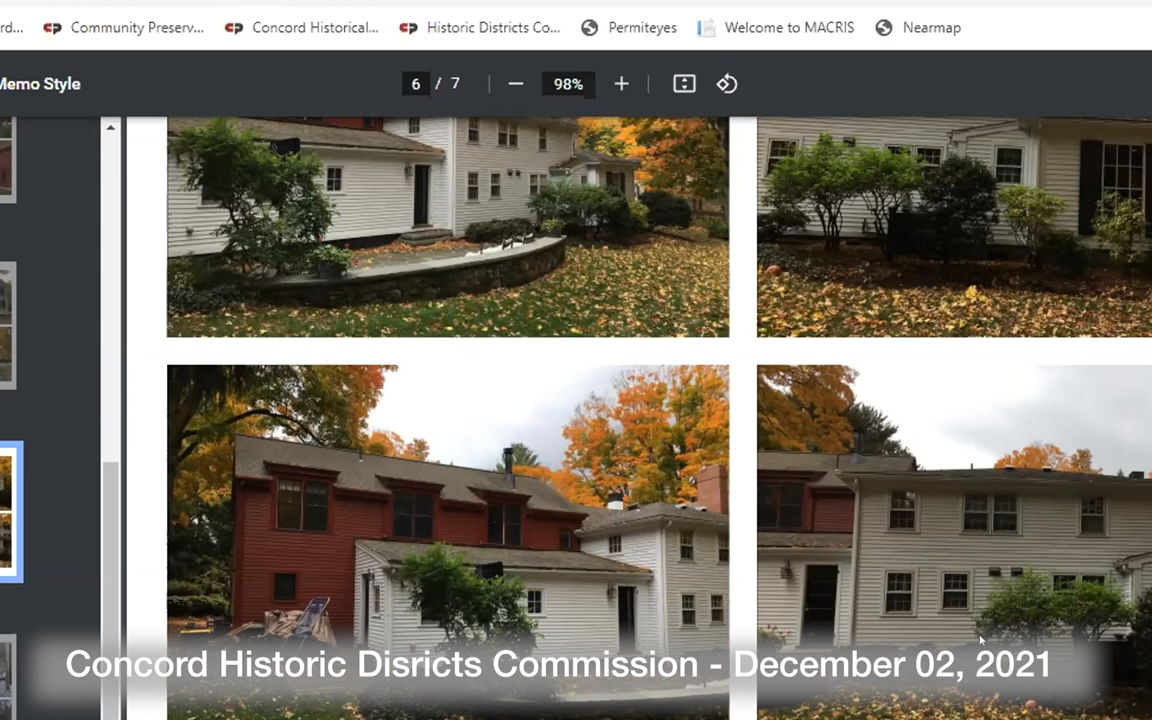 rd... Community Preserv... Concord Historical... Historic Districts Co... Permiteyes Welcome to MACRIS Nearmap
Memo Style 6 / 7 98%
Concord Historic Disricts Commission - December 02, 2021